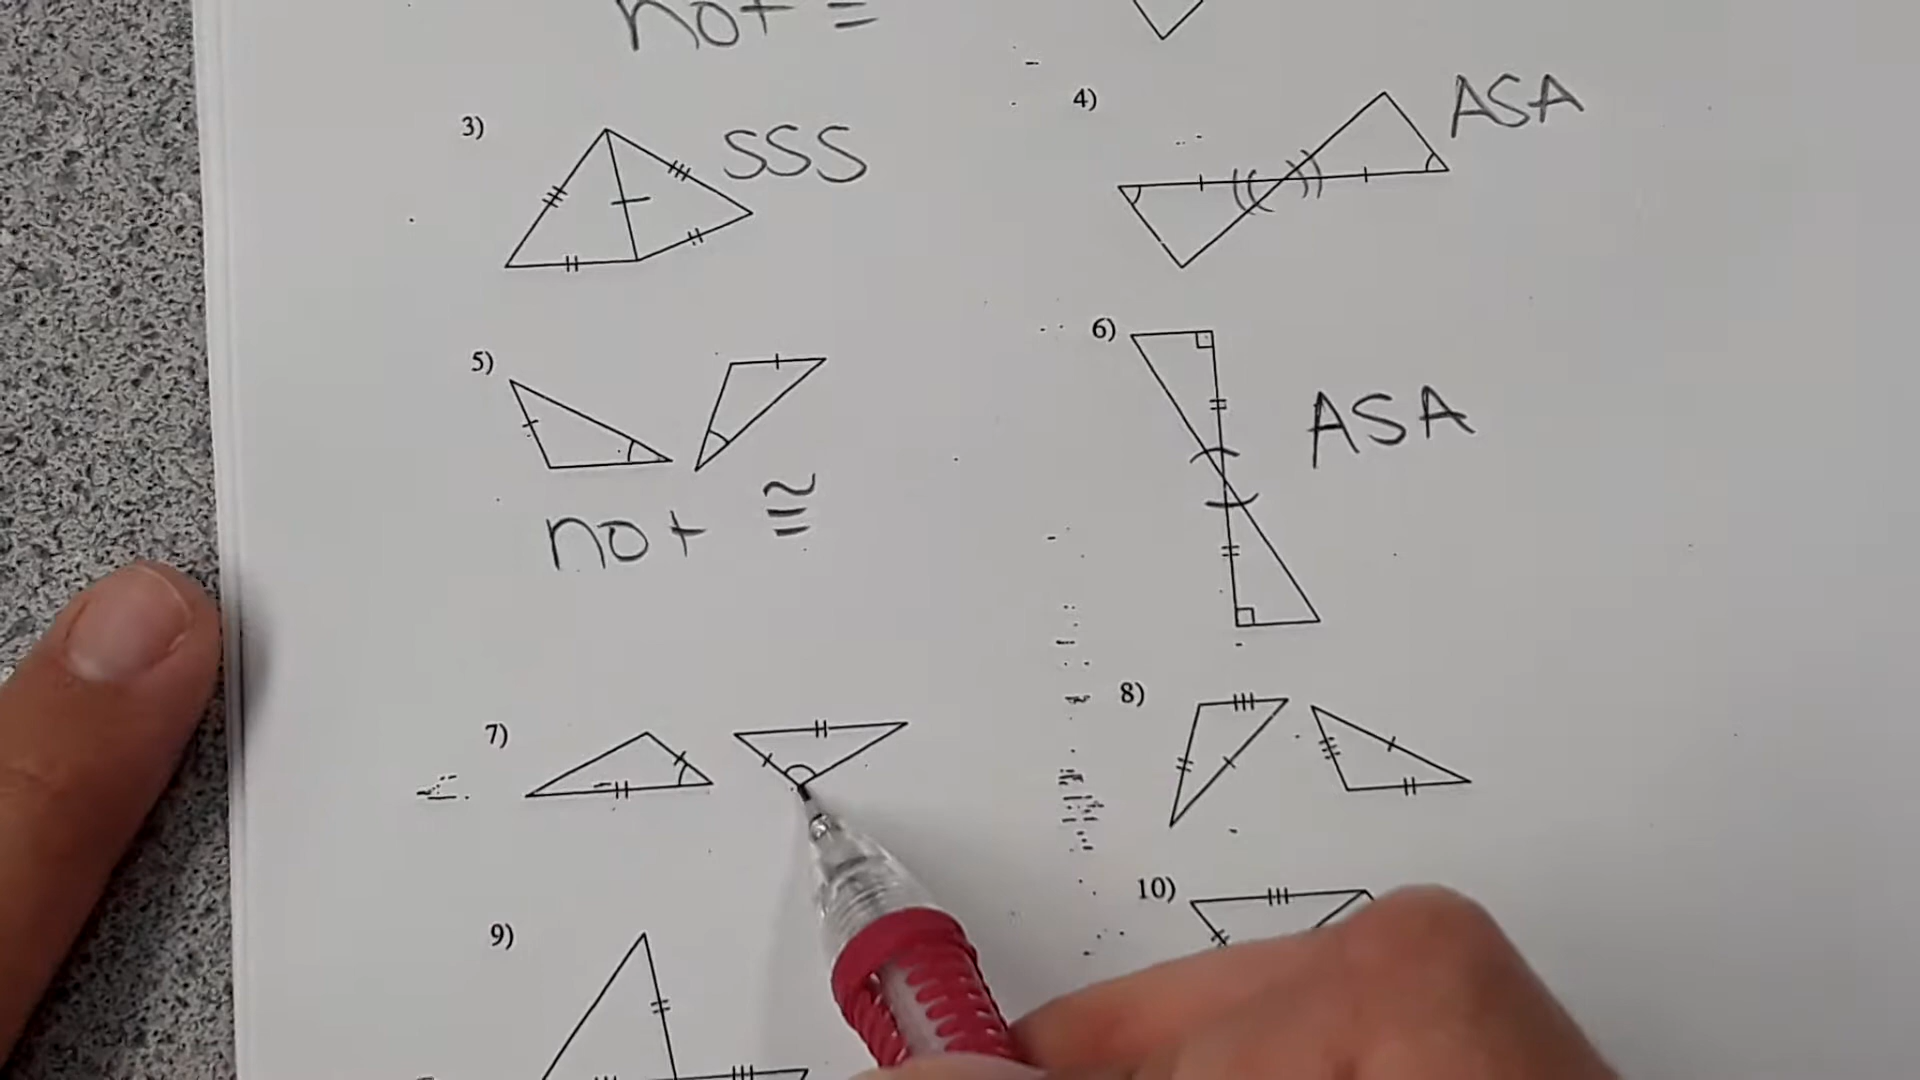 not =
3) SSS
4) ASA
5)
not ≅
6) ASA
7)
8)
9)
10)